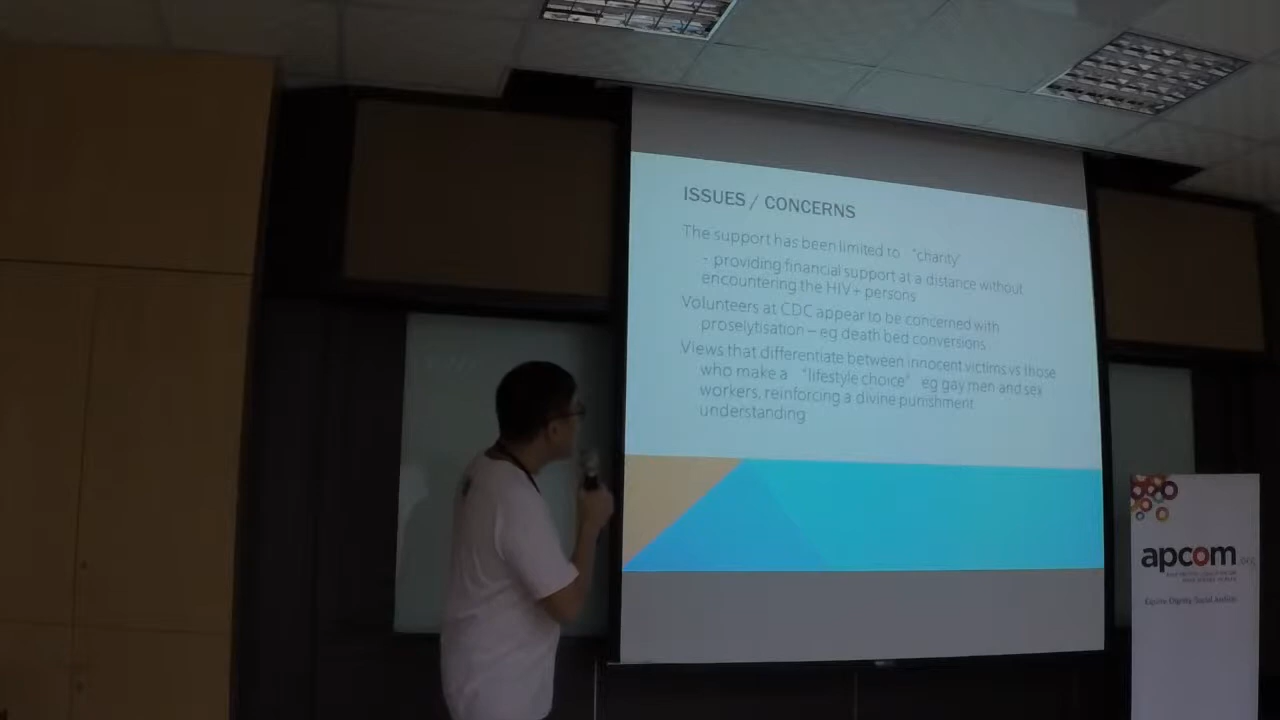 ISSUES / CONCERNS
The support has been limited to "charity"
- providing financial support at a distance without
encountering the HIV+ persons
Volunteers at CDC appear to be concerned with
proselytisation – eg death bed conversions
Views that differentiate between innocent victims vs those
who make a "lifestyle choice" eg gay men and sex
workers, reinforcing a divine punishment
understanding
apcom.org
Equity. Dignity. Social Justice.